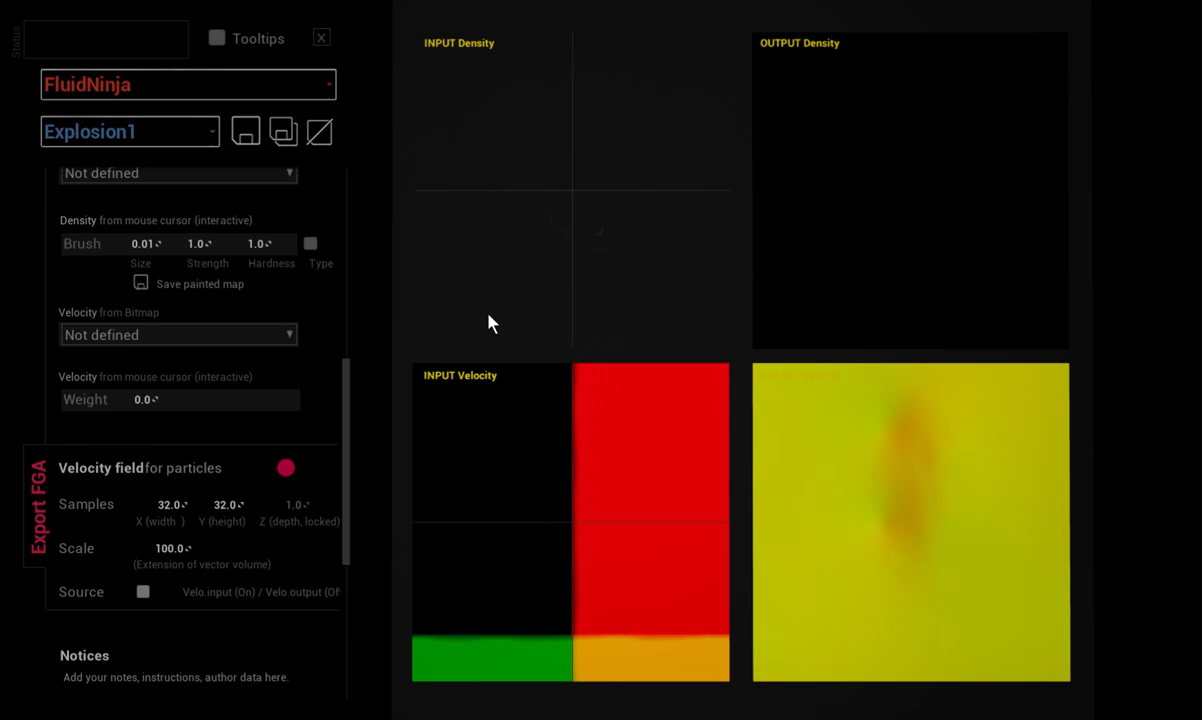 Status
Tooltips
X
FluidNinja
Explosion1
Not defined
Density from mouse cursor (interactive)
Brush 0.01 1.0 1.0
Size Strength Hardness Type
Save painted map
Velocity from Bitmap
Not defined
Velocity from mouse cursor (interactive)
Weight 0.0
Export FGA
Velocity field for particles
Samples 32.0 32.0 1.0
X (width ) Y (height) Z (depth, locked)
Scale 100.0
(Extension of vector volume)
Source Velo.input (On) / Velo.output (Of
Notices
Add your notes, instructions, author data here.
INPUT Density
OUTPUT Density
INPUT Velocity
OUTPUT Velocity